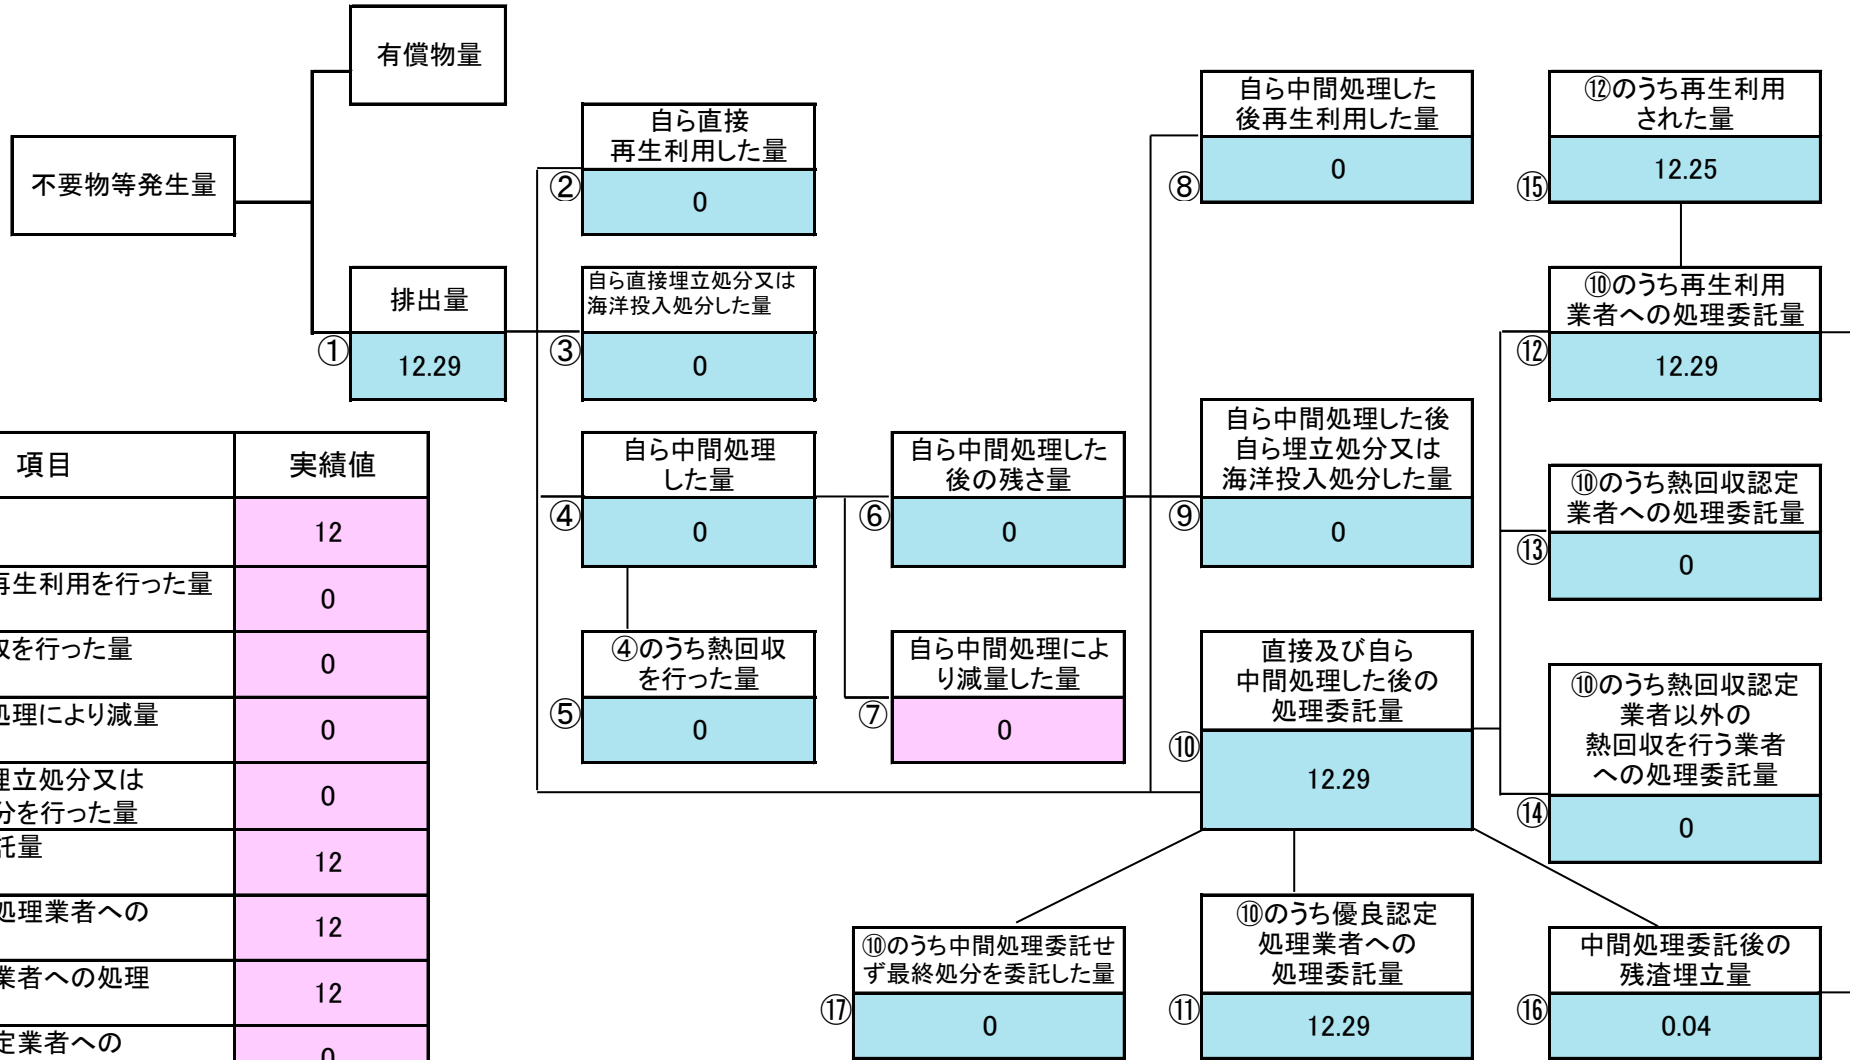 有償物量
不要物等発生量
排出量
①
12.29
自ら直接
再生利用した量
②
0
自ら直接埋立処分又は
海洋投入処分した量
③
0
自ら中間処理
した量
④
0
④のうち熱回収
を行った量
⑤
0
自ら中間処理した
後の残さ量
⑥
0
自ら中間処理によ
り減量した量
⑦
0
自ら中間処理した
後再生利用した量
⑧
0
自ら中間処理した後
自ら埋立処分又は
海洋投入処分した量
⑨
0
直接及び自ら
中間処理した後の
処理委託量
⑩
12.29
⑫のうち再生利用
された量
⑮
12.25
⑩のうち再生利用
業者への処理委託量
⑫
12.29
⑩のうち熱回収認定
業者への処理委託量
⑬
0
⑩のうち熱回収認定
業者以外の
熱回収を行う業者
への処理委託量
⑭
0
⑩のうち中間処理委託せ
ず最終処分を委託した量
⑰
0
⑩のうち優良認定
処理業者への
処理委託量
⑪
12.29
中間処理委託後の
残渣埋立量
⑯
0.04
項目 実績値
12
再生利用を行った量 0
を行った量 0
処理により減量 0
埋立処分又は
分を行った量 0
託量 12
処理業者への 12
業者への処理 12
定業者への 0